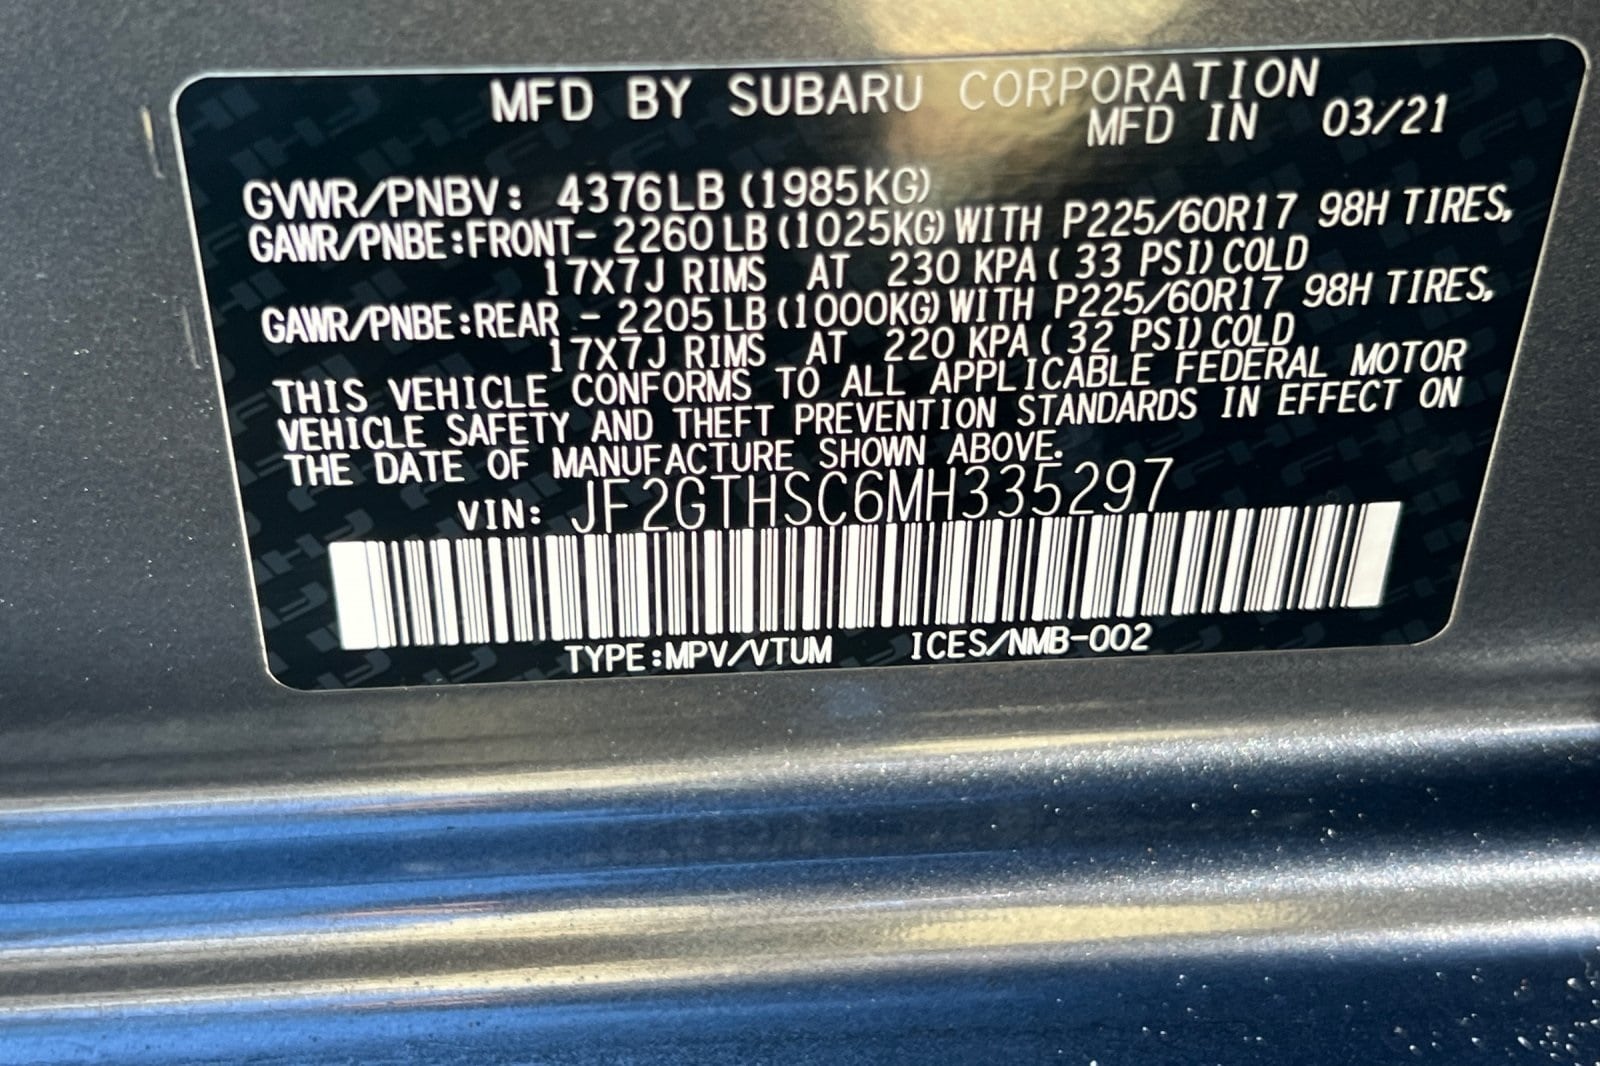 MFD BY SUBARU CORPORATION
MFD IN 03/21
GVWR/PNBV: 4376LB (1985KG)
GAWR/PNBE:FRONT- 2260LB (1025KG) WITH P225/60R17 98H TIRES,
17X7J RIMS AT 230 KPA ( 33 PSI) COLD
GAWR/PNBE:REAR - 2205LB (1000KG) WITH P225/60R17 98H TIRES,
17X7J RIMS AT 220 KPA ( 32 PSI) COLD
THIS VEHICLE CONFORMS TO ALL APPLICABLE FEDERAL MOTOR
VEHICLE SAFETY AND THEFT PREVENTION STANDARDS IN EFFECT ON
THE DATE OF MANUFACTURE SHOWN ABOVE.
VIN: JF2GTHSC6MH335297
TYPE:MPV/VTUM ICES/NMB-002